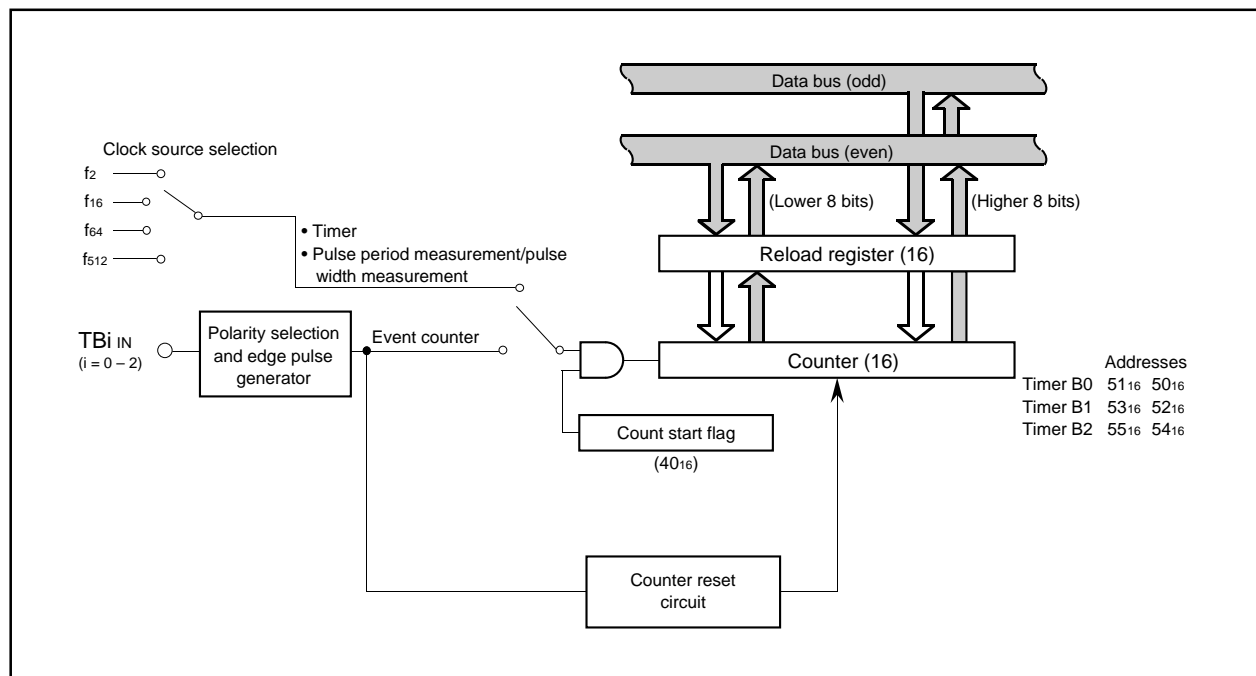 Data bus (odd)
Data bus (even)
(Lower 8 bits)
(Higher 8 bits)
Clock source selection
f2
f16
f64
f512
• Timer
• Pulse period measurement/pulse
width measurement
Reload register (16)
TBi IN
(i = 0 – 2)
Polarity selection
and edge pulse
generator
Event counter
Counter (16)
Addresses
Timer B0 5116 5016
Timer B1 5316 5216
Timer B2 5516 5416
Count start flag
(4016)
Counter reset
circuit